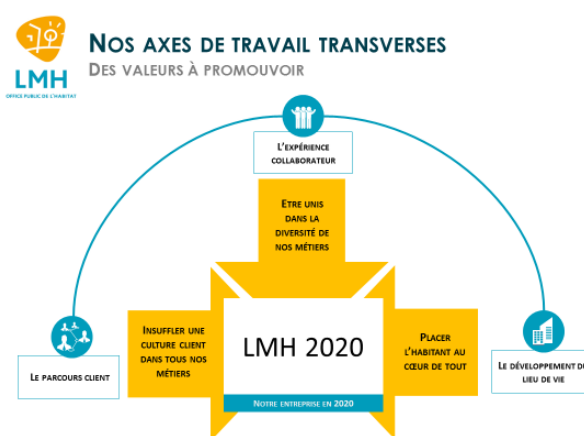 NOS AXES DE TRAVAIL TRANSVERSES
DES VALEURS À PROMOUVOIR
LMH
OFFICE PUBLIC DE L'HABITAT
L'EXPÉRIENCE
COLLABORATEUR
ETRE UNIS
DANS LA
DIVERSITÉ DE
NOS MÉTIERS
INSUFFLER UNE
CULTURE CLIENT
DANS TOUS NOS
MÉTIERS
LMH 2020
PLACER
L'HABITANT AU
CŒUR DE TOUT
LE PARCOURS CLIENT
LE DÉVELOPPEMENT DU
LIEU DE VIE
NOTRE ENTREPRISE EN 2020